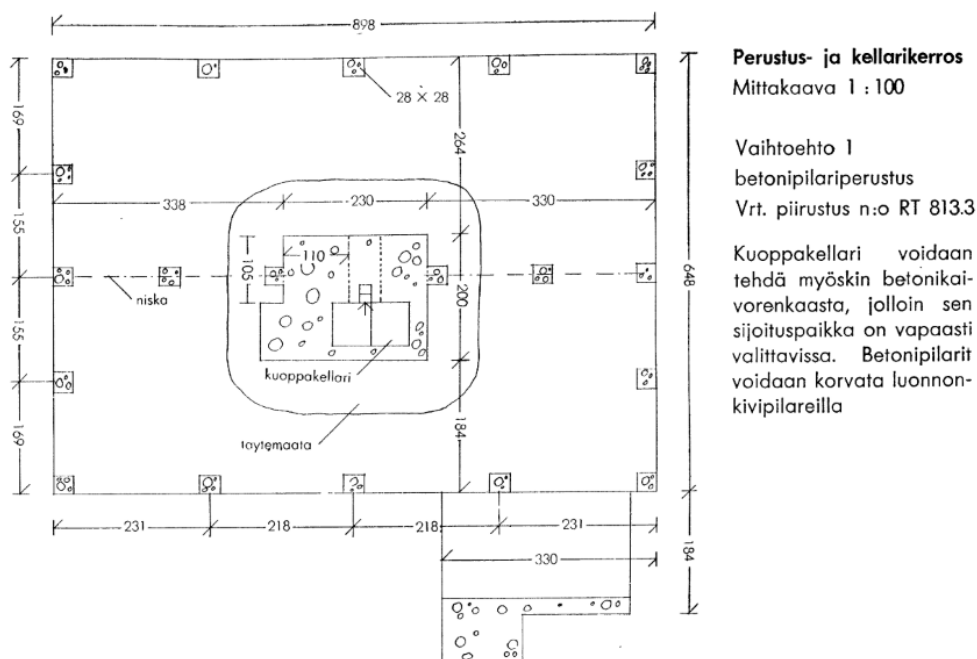 898
Perustus- ja kellarikerros
Mittakaava 1 : 100
28 × 28
169
264
Vaihtoehto 1
betonipilariperustus
Vrt. piirustus n:o RT 813.3
338
230
330
155
105
110
200
648
niska
Kuoppakellari voidaan
tehdä myöskin betonikai-
vorenkaasta, jolloin sen
sijoituspaikka on vapaasti
valittavissa. Betonipilarit
voidaan korvata luonnon-
kivipilareilla
155
kuoppakellari
169
184
taytemaata
231
218
218
231
330
184